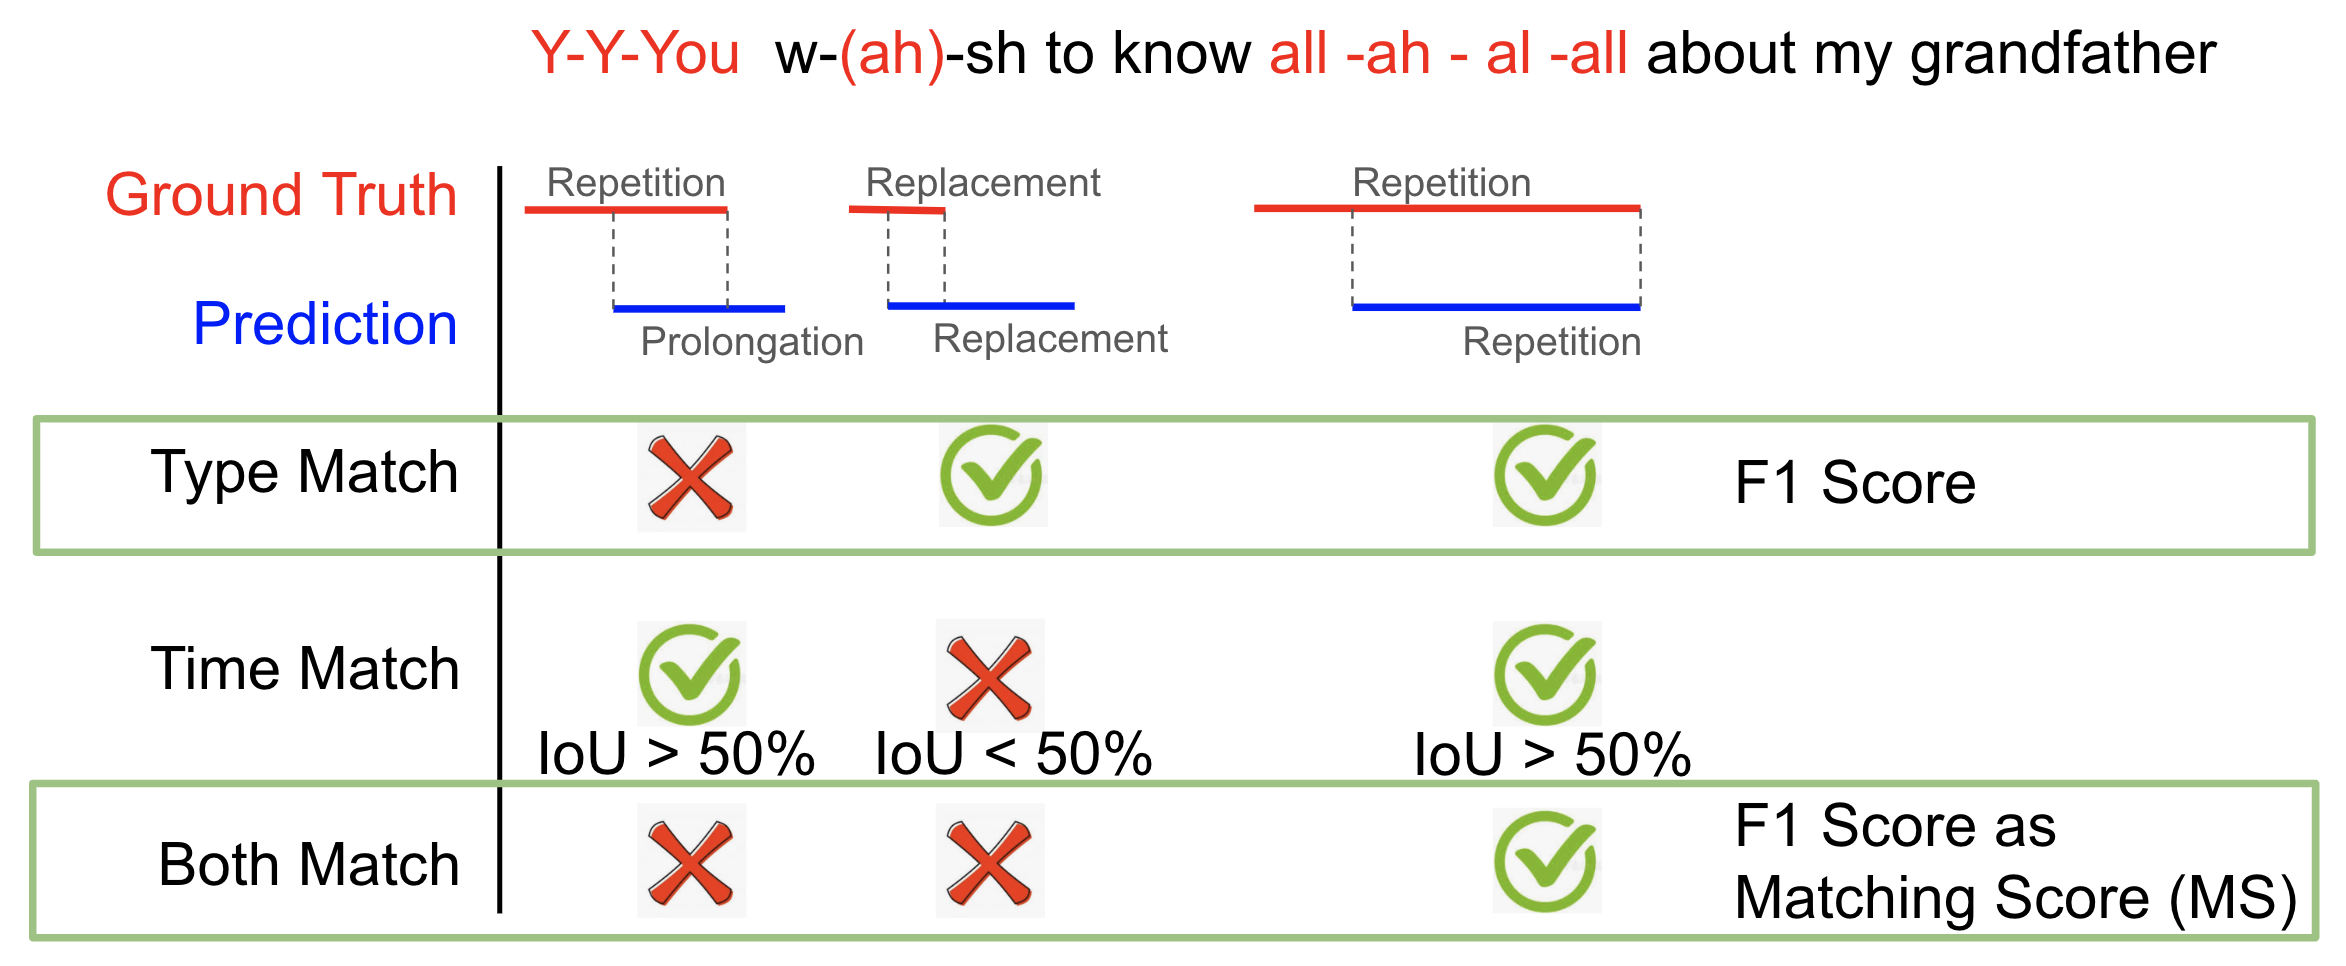 Y-Y-You w-(ah)-sh to know all -ah - al -all about my grandfather
Ground Truth
Repetition
Replacement
Repetition
Prediction
Prolongation
Replacement
Repetition
Type Match
F1 Score
Time Match
IoU > 50%
IoU < 50%
IoU > 50%
Both Match
F1 Score as
Matching Score (MS)